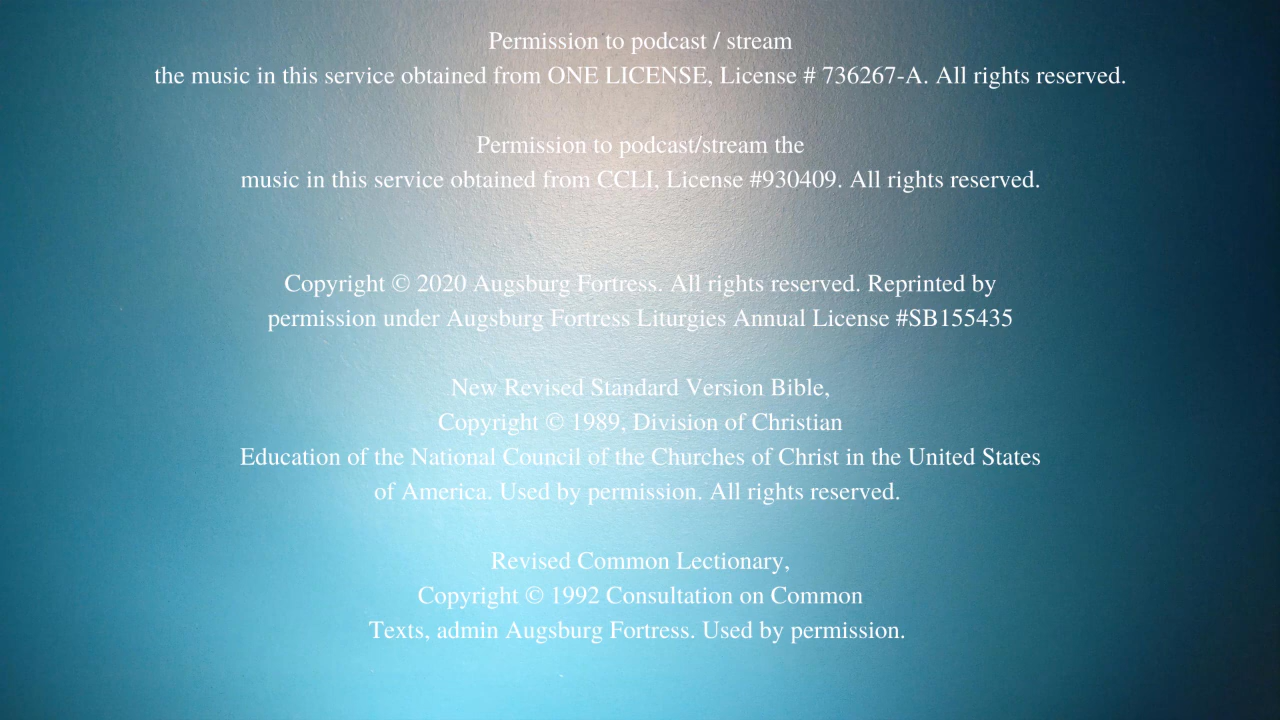 Permission to podcast / stream
the music in this service obtained from ONE LICENSE, License # 736267-A. All rights reserved.
Permission to podcast/stream the
music in this service obtained from CCLI, License #930409. All rights reserved.
Copyright © 2020 Augsburg Fortress. All rights reserved. Reprinted by
permission under Augsburg Fortress Liturgies Annual License #SB155435
New Revised Standard Version Bible,
Copyright © 1989, Division of Christian
Education of the National Council of the Churches of Christ in the United States
of America. Used by permission. All rights reserved.
Revised Common Lectionary,
Copyright © 1992 Consultation on Common
Texts, admin Augsburg Fortress. Used by permission.